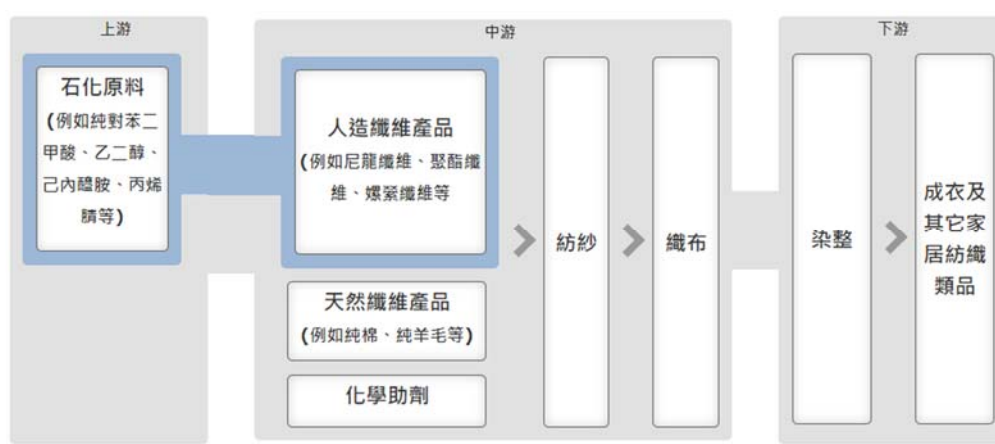 上游
石化原料
(例如純對苯二
甲酸、乙二醇、
己內醯胺、丙烯
腈等)
中游
人造纖維產品
(例如尼龍纖維、聚酯纖
維、嫘縈纖維等
天然纖維產品
(例如純棉、純羊毛等)
化學助劑
紡紗
織布
下游
染整
成衣及
其它家
居紡織
類品